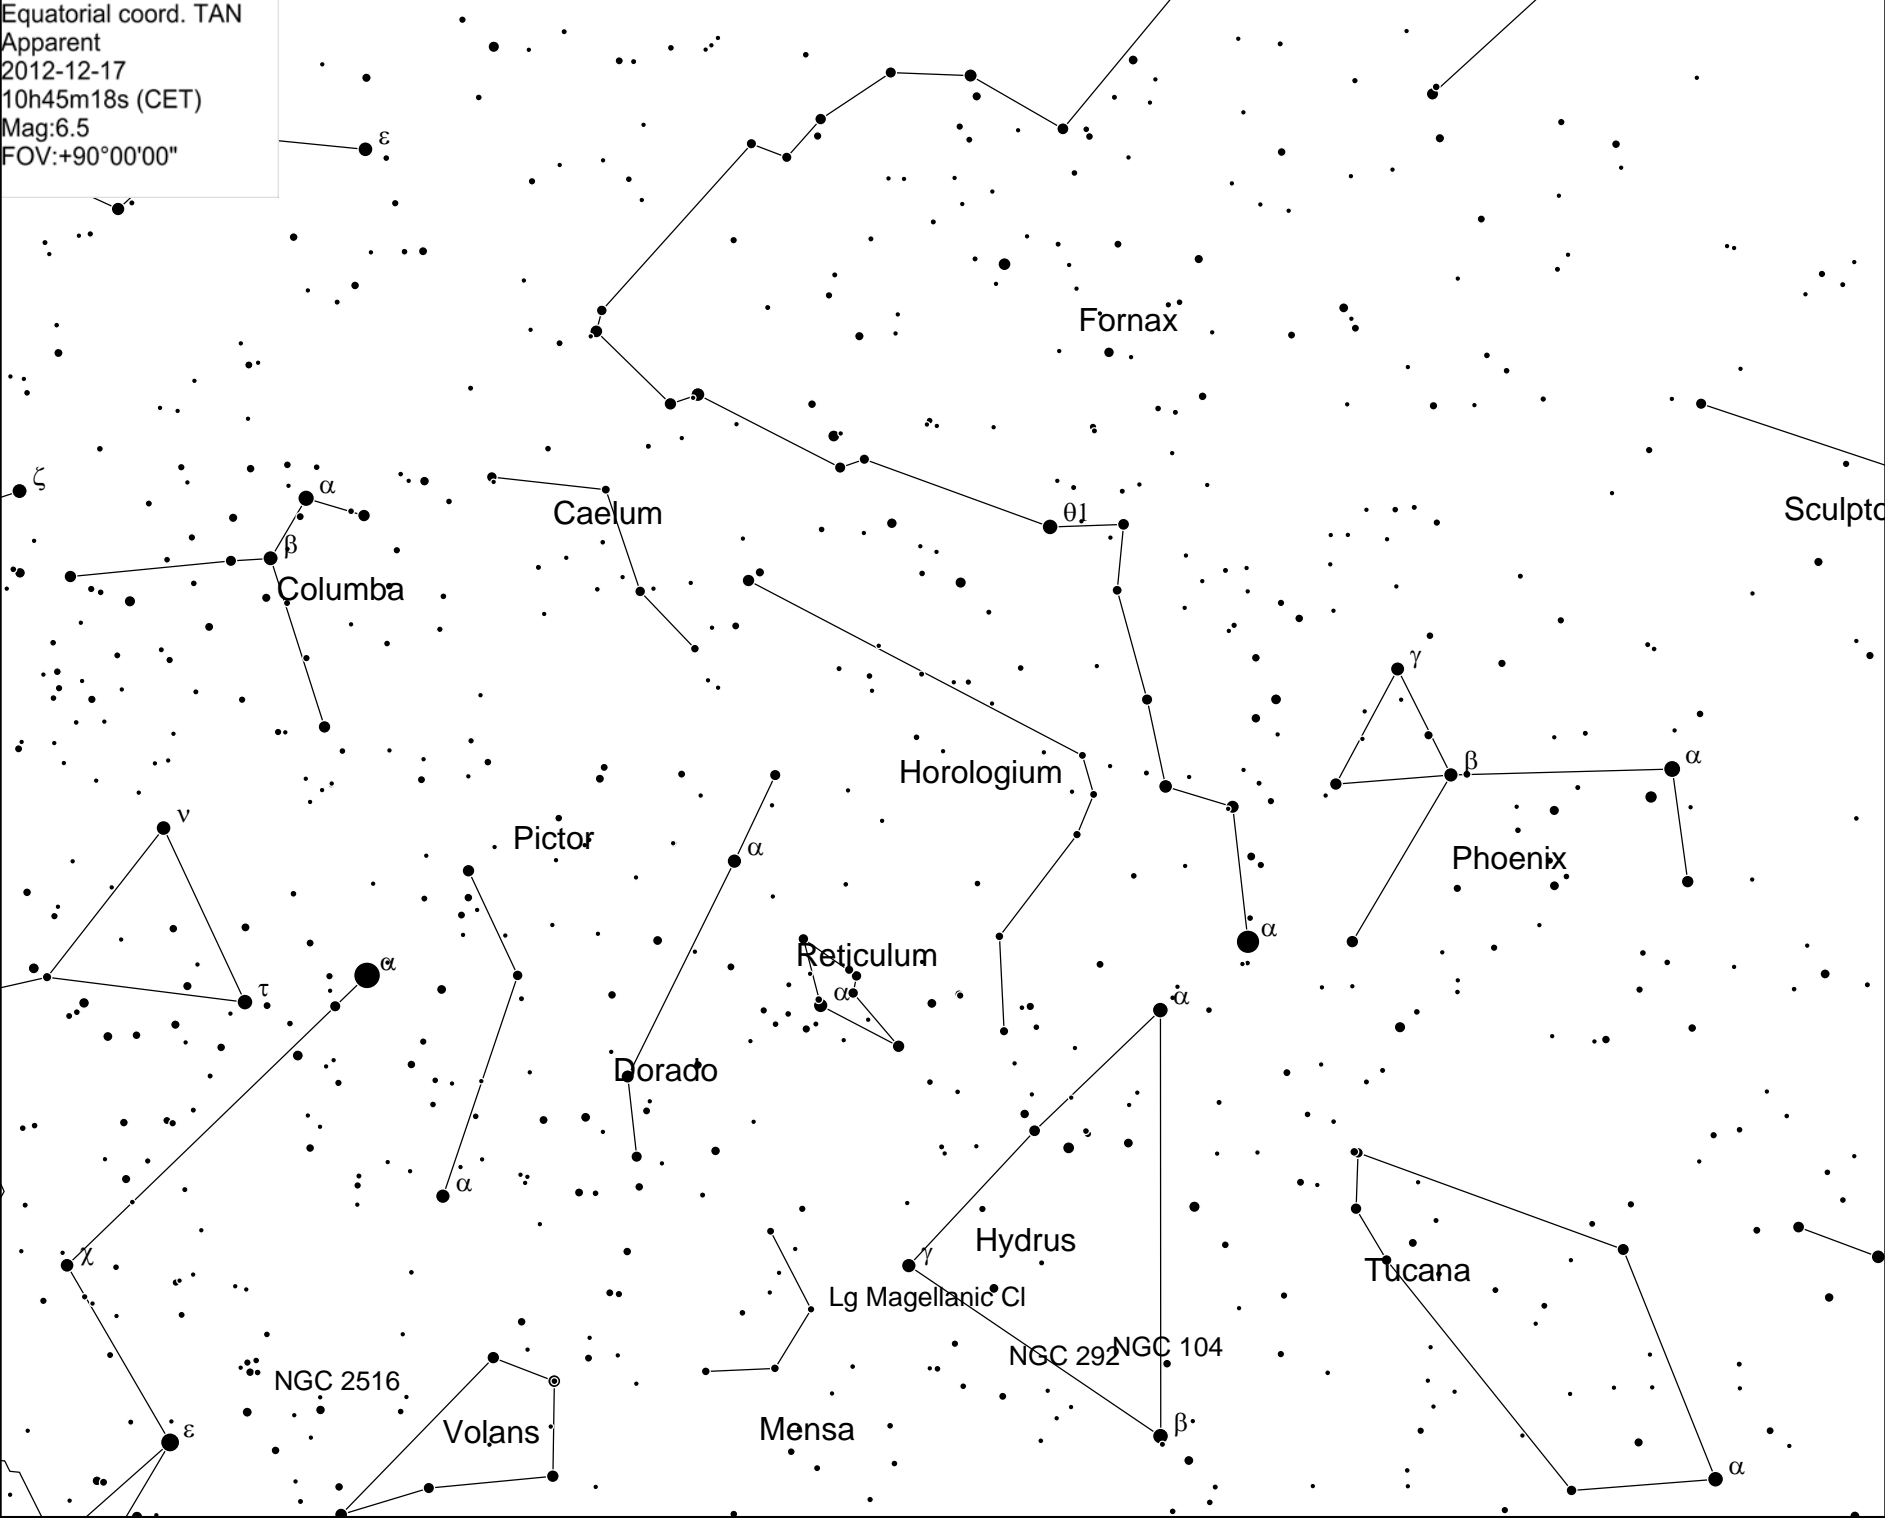 Equatorial coord. TAN
Apparent
2012-12-17
10h45m18s (CET)
Mag:6.5
FOV:+90°00'00"
ε
Fornax
ζ
α
Caelum
θ1
Sculpto
β
Columba
γ
β
α
Horologium
ν
Pictor
α
Phoenix
α
Reticulum
α
α
τ
α
Dorado
α
χ
γ
Hydrus
Tucana
Lg Magellanic Cl
NGC 292
NGC 104
NGC 2516
ε
Volans
Mensa
β
α